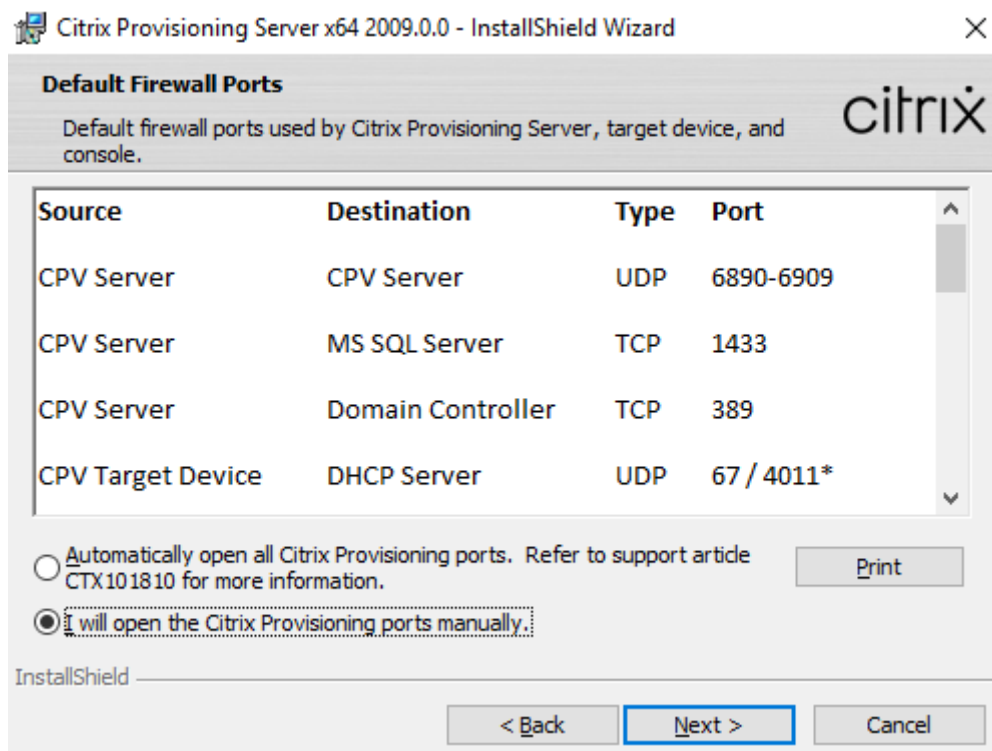 Citrix Provisioning Server x64 2009.0.0 - InstallShield Wizard
Default Firewall Ports
Default firewall ports used by Citrix Provisioning Server, target device, and
console.
citrix
Source Destination Type Port
CPV Server CPV Server UDP 6890-6909
CPV Server MS SQL Server TCP 1433
CPV Server Domain Controller TCP 389
CPV Target Device DHCP Server UDP 67 / 4011*
Automatically open all Citrix Provisioning ports. Refer to support article
CTX101810 for more information.
Print
I will open the Citrix Provisioning ports manually.
InstallShield
< Back Next > Cancel